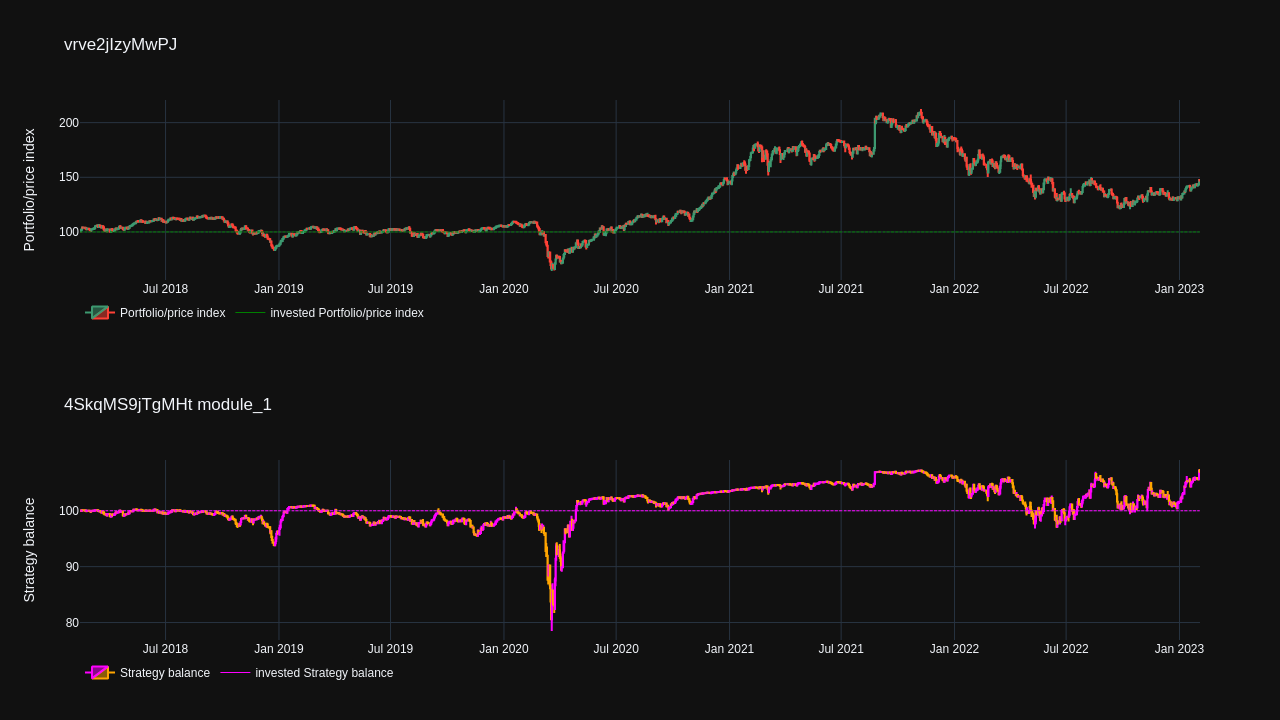 vrve2jIzyMwPJ
Portfolio/price index
200
150
100
Jul 2018 Jan 2019 Jul 2019 Jan 2020 Jul 2020 Jan 2021 Jul 2021 Jan 2022 Jul 2022 Jan 2023
Portfolio/price index invested Portfolio/price index
4SkqMS9jTgMHt module_1
Strategy balance
100
90
80
Jul 2018 Jan 2019 Jul 2019 Jan 2020 Jul 2020 Jan 2021 Jul 2021 Jan 2022 Jul 2022 Jan 2023
Strategy balance invested Strategy balance